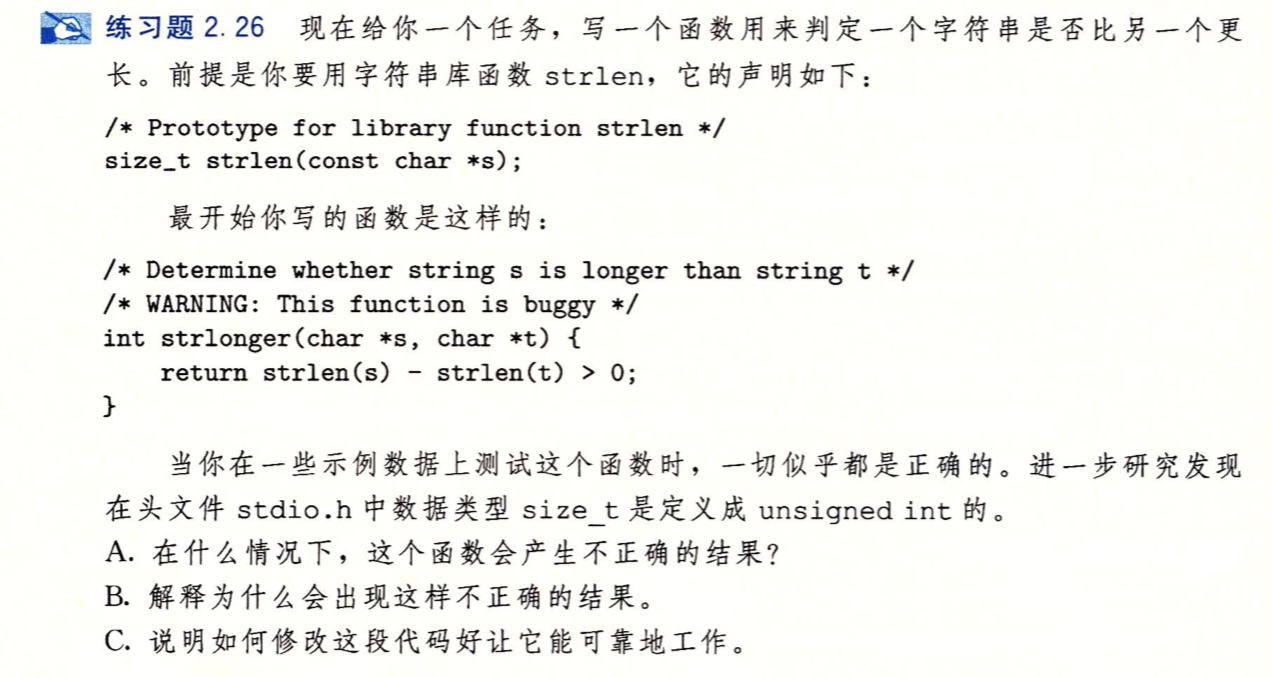 练习题 2.26 现在给你一个任务，写一个函数用来判定一个字符串是否比另一个更
长。前提是你要用字符串库函数 strlen，它的声明如下：
/* Prototype for library function strlen */
size_t strlen(const char *s);
最开始你写的函数是这样的：
/* Determine whether string s is longer than string t */
/* WARNING: This function is buggy */
int strlonger(char *s, char *t) {
    return strlen(s) - strlen(t) > 0;
}
当你在一些示例数据上测试这个函数时，一切似乎都是正确的。进一步研究发现
在头文件 stdio.h 中数据类型 size_t 是定义成 unsigned int 的。
A. 在什么情况下，这个函数会产生不正确的结果？
B. 解释为什么会出现这样不正确的结果。
C. 说明如何修改这段代码好让它能可靠地工作。